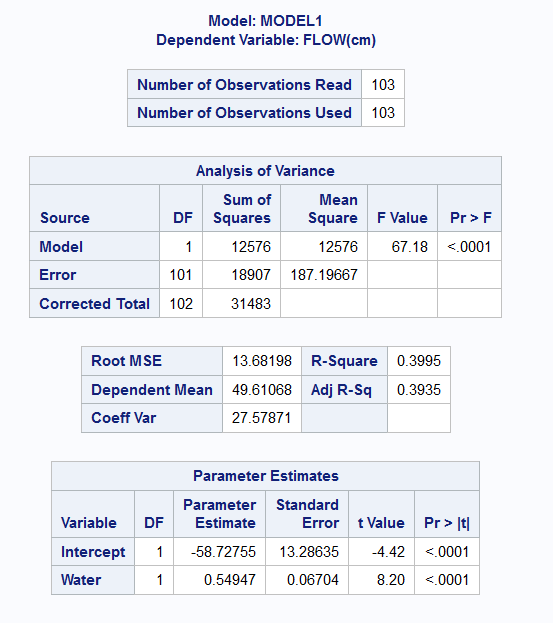 Model: MODEL1
Dependent Variable: FLOW(cm)
Number of Observations Read 103
Number of Observations Used 103
Analysis of Variance
Source DF Sum of Squares Mean Square F Value Pr > F
Model 1 12576 12576 67.18 <.0001
Error 101 18907 187.19667
Corrected Total 102 31483
Root MSE 13.68198 R-Square 0.3995
Dependent Mean 49.61068 Adj R-Sq 0.3935
Coeff Var 27.57871
Parameter Estimates
Variable DF Parameter Estimate Standard Error t Value Pr > |t|
Intercept 1 -58.72755 13.28635 -4.42 <.0001
Water 1 0.54947 0.06704 8.20 <.0001